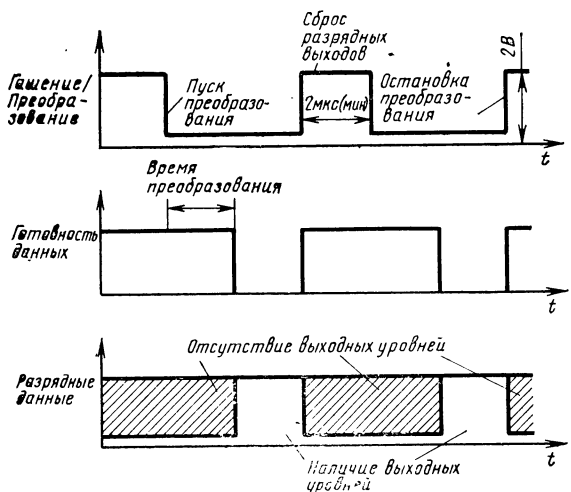 Сброс
разрядных
выходов
2В
Гашение/
Преобра-
зование
Пуск
преобразо-
вания
2мкс(мин)
Остановка
преобразо-
вания
t
Время
преобразования
Готовность
данных
t
Отсутствие выходных уровней
Разрядные
данные
t
Наличие выходных
уровней